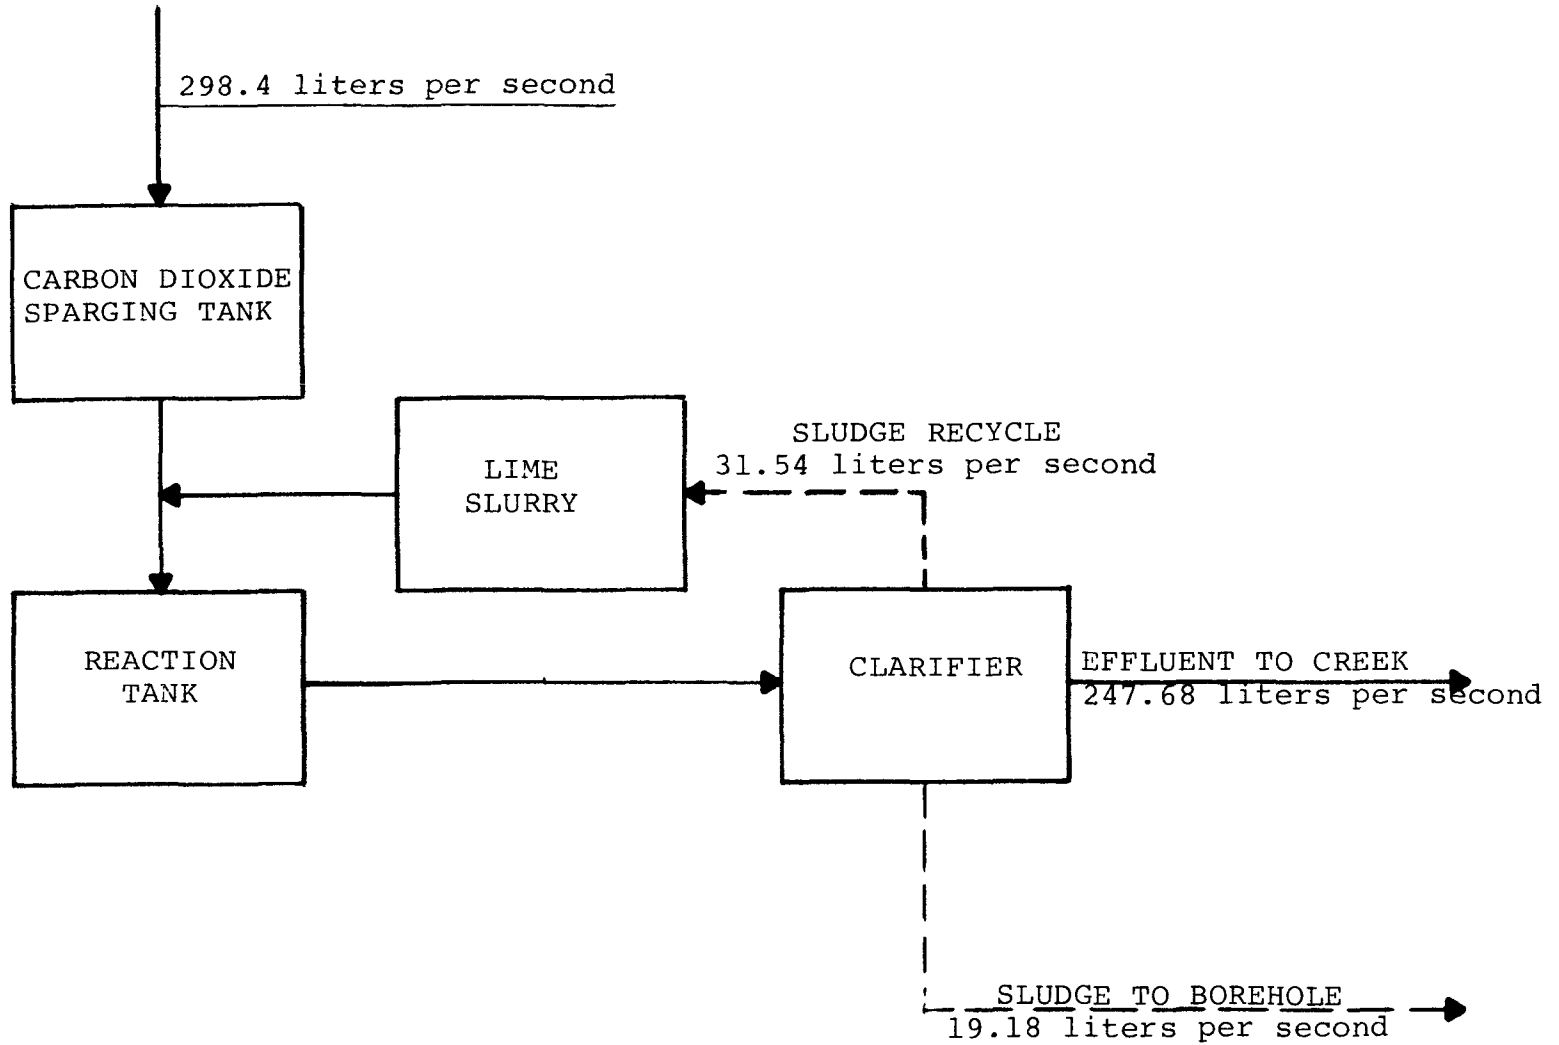 298.4 liters per second
CARBON DIOXIDE
SPARGING TANK
LIME
SLURRY
SLUDGE RECYCLE
31.54 liters per second
REACTION
TANK
CLARIFIER
EFFLUENT TO CREEK
247.68 liters per second
SLUDGE TO BOREHOLE
19.18 liters per second